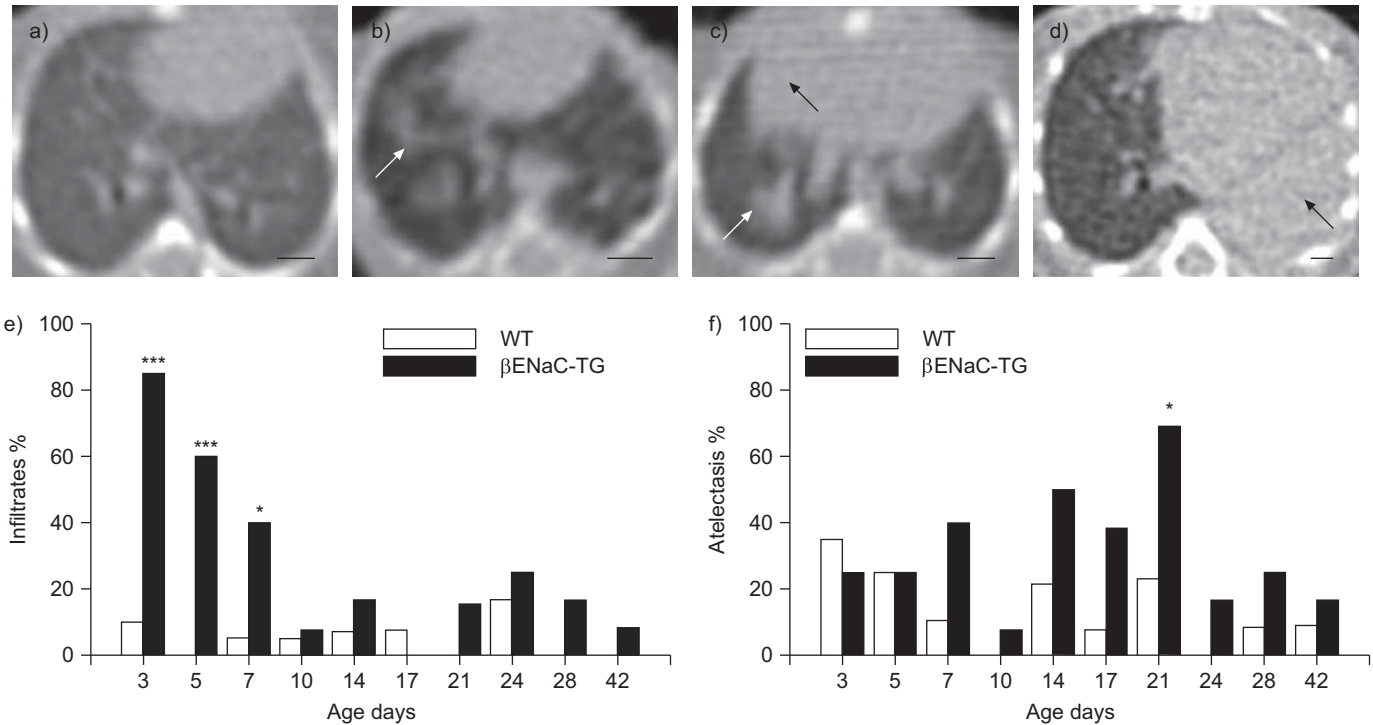 a)
b)
c)
d)
e)
Infiltrates %
100
80
60
40
20
0
***
***
*
WT
βENaC-TG
3 5 7 10 14 17 21 24 28 42
Age days
f)
Atelectasis %
100
80
60
40
20
0
WT
βENaC-TG
*
3 5 7 10 14 17 21 24 28 42
Age days